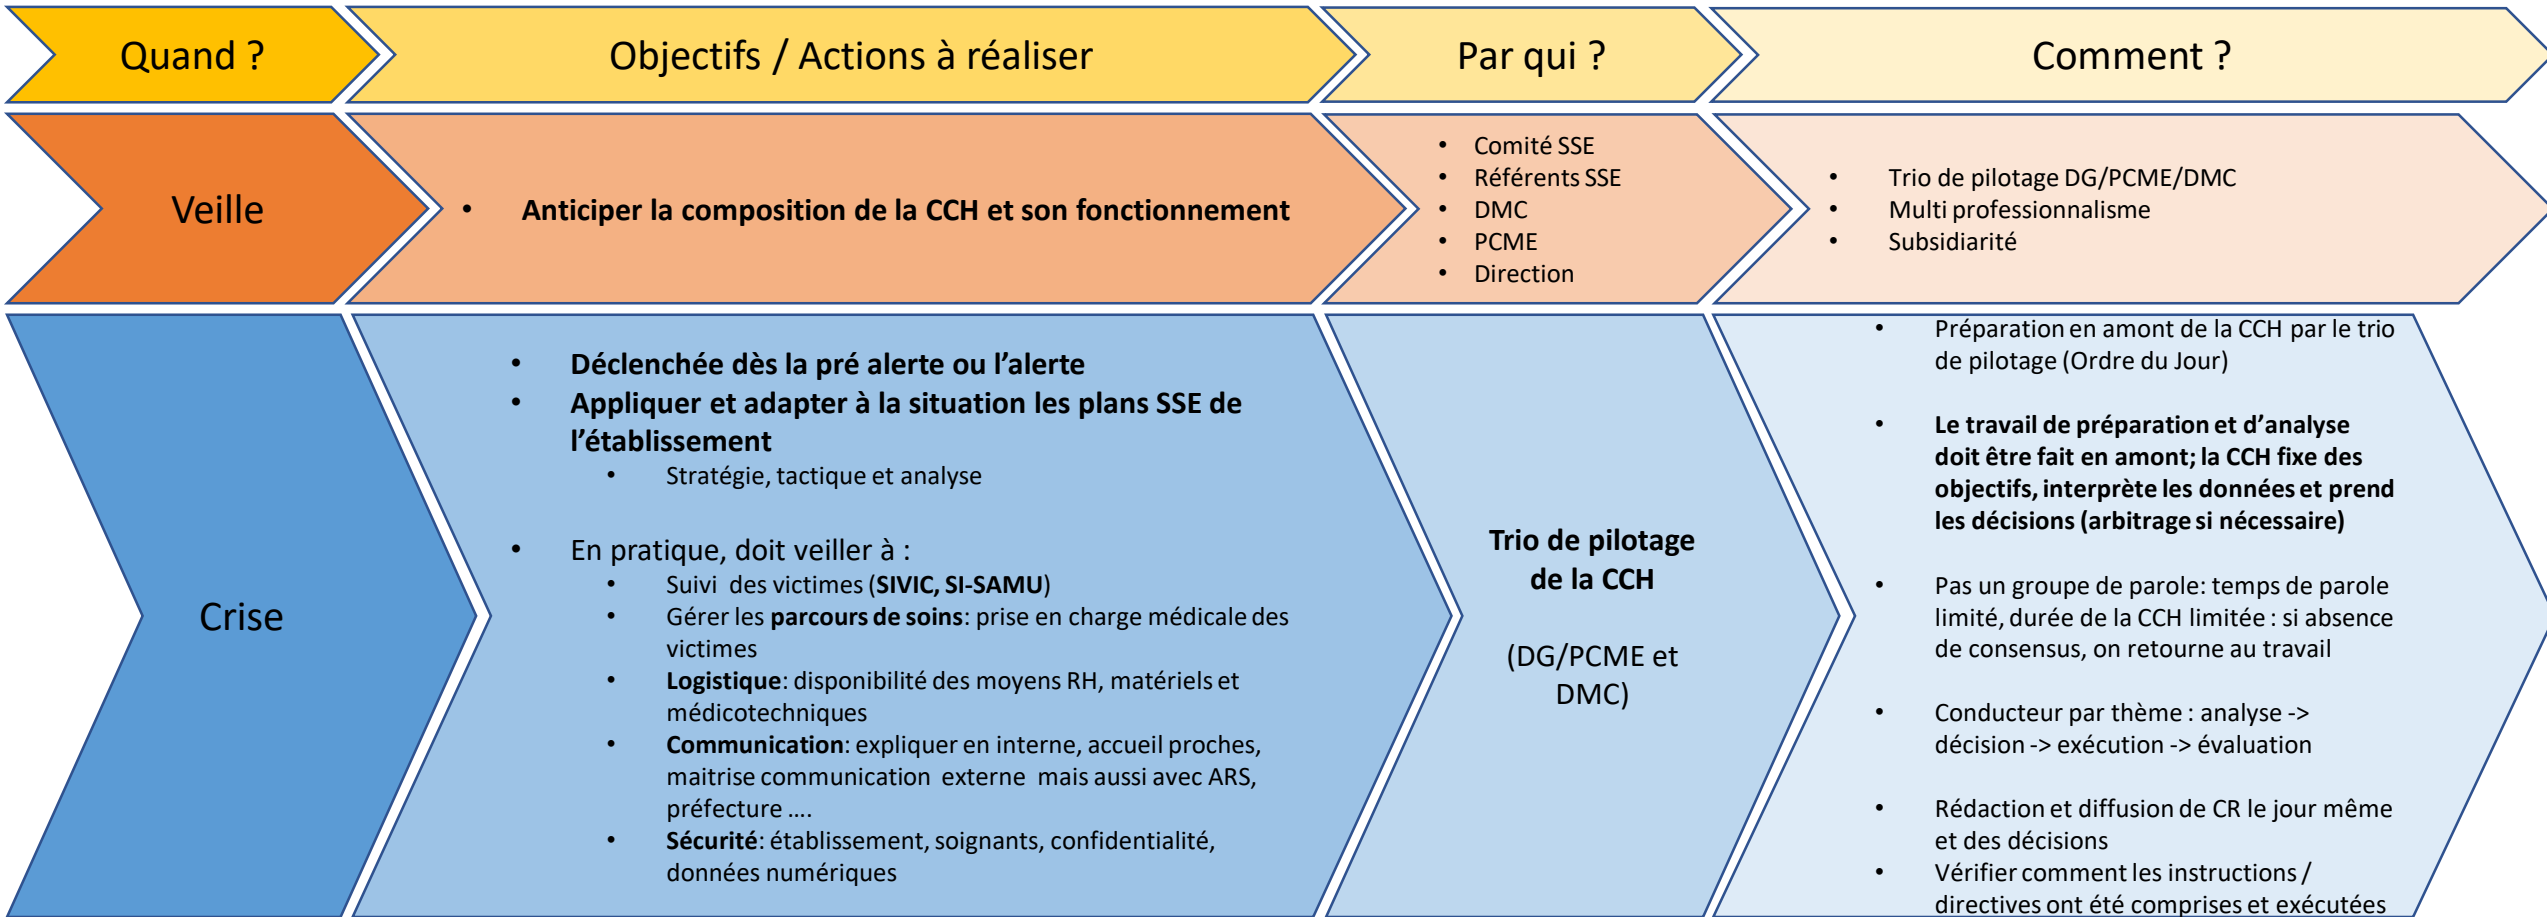 Quand ?
Objectifs / Actions à réaliser
Par qui ?
Comment ?
Veille
• Anticiper la composition de la CCH et son fonctionnement
• Comité SSE
• Référents SSE
• DMC
• PCME
• Direction
• Trio de pilotage DG/PCME/DMC
• Multi professionnalisme
• Subsidiarité
Crise
• Déclenchée dès la pré alerte ou l’alerte
• Appliquer et adapter à la situation les plans SSE de
l’établissement
• Stratégie, tactique et analyse
• En pratique, doit veiller à :
• Suivi des victimes (SIVIC, SI-SAMU)
• Gérer les parcours de soins: prise en charge médicale des
victimes
• Logistique: disponibilité des moyens RH, matériels et
médicotechniques
• Communication: expliquer en interne, accueil proches,
maitrise communication externe mais aussi avec ARS,
préfecture ….
• Sécurité: établissement, soignants, confidentialité,
données numériques
Trio de pilotage
de la CCH
(DG/PCME et
DMC)
• Préparation en amont de la CCH par le trio
de pilotage (Ordre du Jour)
• Le travail de préparation et d’analyse
doit être fait en amont; la CCH fixe des
objectifs, interprète les données et prend
les décisions (arbitrage si nécessaire)
• Pas un groupe de parole: temps de parole
limité, durée de la CCH limitée : si absence
de consensus, on retourne au travail
• Conducteur par thème : analyse ->
décision -> exécution -> évaluation
• Rédaction et diffusion de CR le jour même
et des décisions
• Vérifier comment les instructions /
directives ont été comprises et exécutées